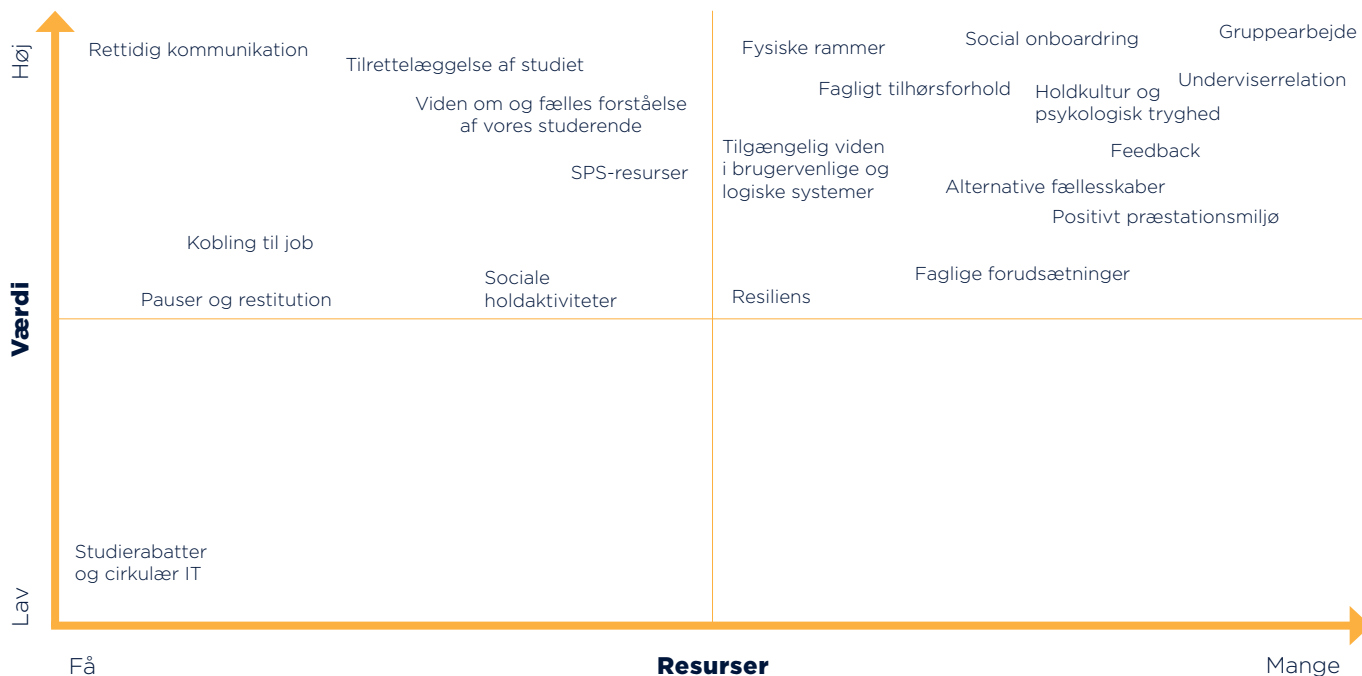 Høj
Rettidig kommunikation
Tilrettelæggelse af studiet
Viden om og fælles forståelse
af vores studerende
SPS-resurser
Kobling til job
Pauser og restitution
Sociale
holdaktiviteter
Fysiske rammer
Social onboardring
Gruppearbejde
Fagligt tilhørsforhold
Holdkultur og
psykologisk tryghed
Underviserrelation
Tilgængelig viden
i brugervenlige og
logiske systemer
Feedback
Alternative fællesskaber
Positivt præstationsmiljø
Faglige forudsætninger
Resiliens
Værdi
Studierabatter
og cirkulær IT
Lav
Få
Resurser
Mange